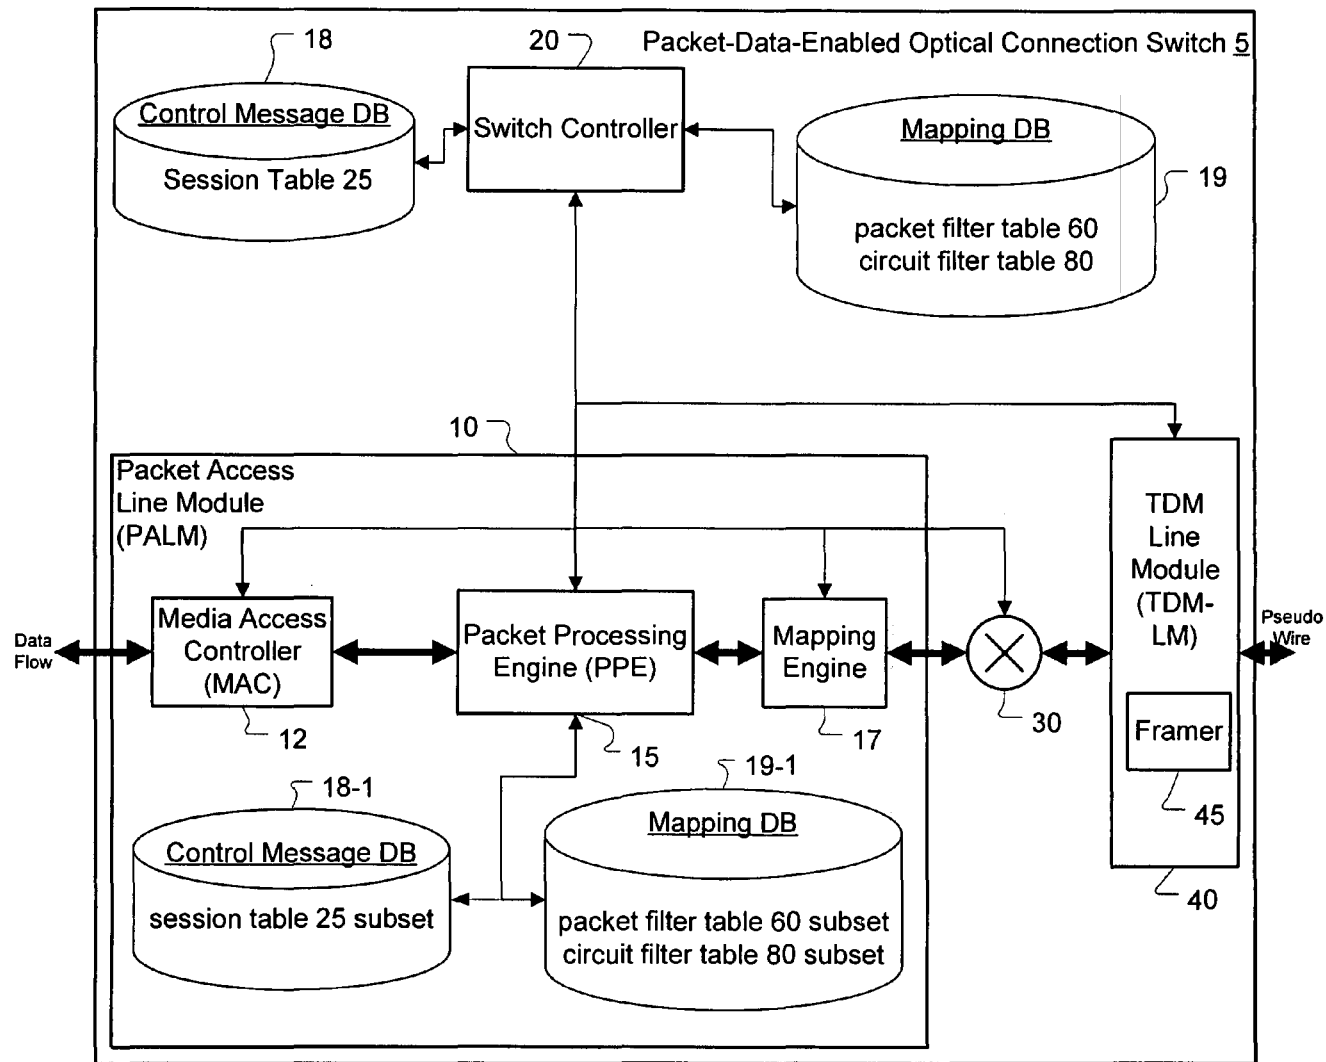 18
20
Packet-Data-Enabled Optical Connection Switch 5
Control Message DB
Session Table 25
Switch Controller
Mapping DB
packet filter table 60
circuit filter table 80
19
10
Packet Access
Line Module
(PALM)
TDM
Line
Module
(TDM-
LM)
Data
Flow
Media Access
Controller
(MAC)
Packet Processing
Engine (PPE)
Mapping
Engine
Pseudo
Wire
12
15
17
30
Framer
45
40
18-1
19-1
Control Message DB
session table 25 subset
Mapping DB
packet filter table 60 subset
circuit filter table 80 subset